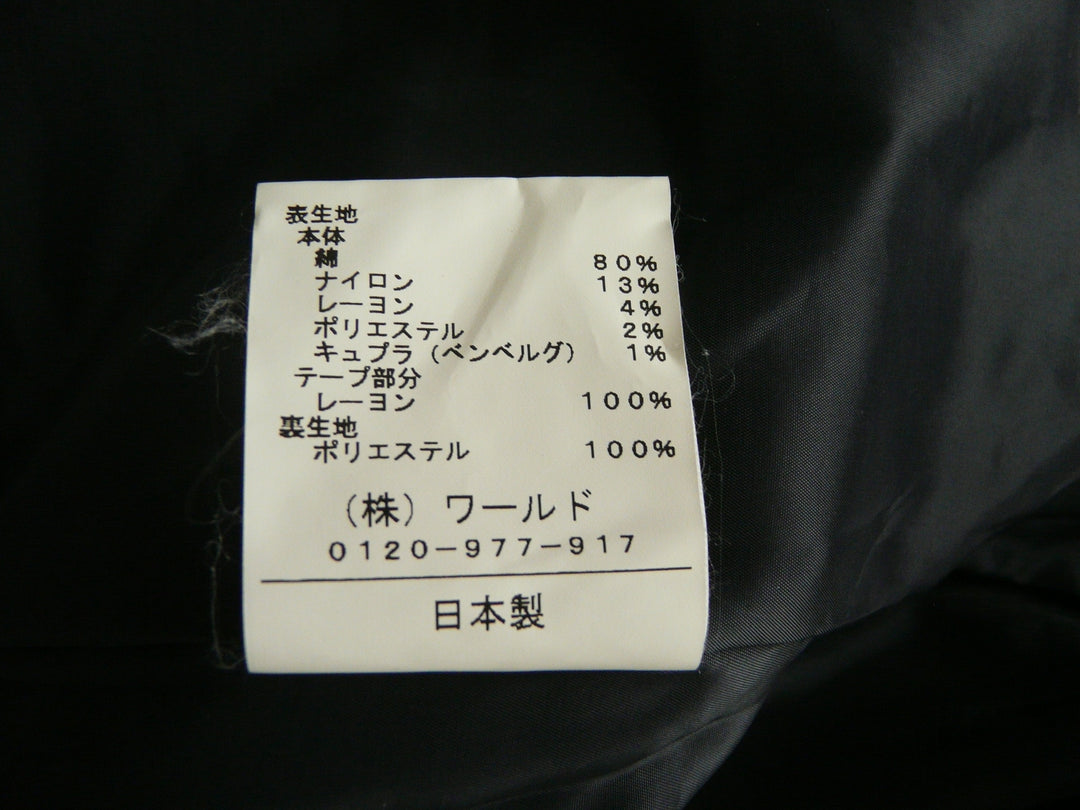 表生地
本体
綿 80%
ナイロン 13%
レーヨン 4%
ポリエステル 2%
キュプラ（ベンベルグ） 1%
テープ部分
レーヨン 100%
裏生地
ポリエステル 100%
（株）ワールド
0120-977-917
日本製